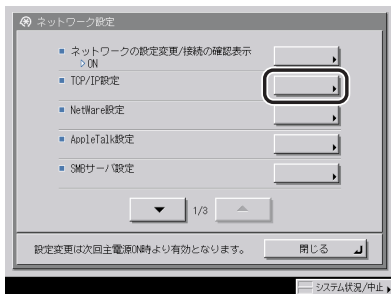 ネットワーク設定
ネットワークの設定変更/接続の確認表示
ON
TCP/IP設定
NetWare設定
AppleTalk設定
SMBサーバ設定
1/3
設定変更は次回主電源ON時より有効となります。 閉じる
システム状況/中止